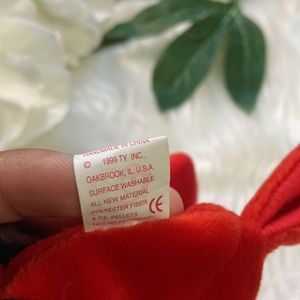 HANDMADE IN CHINA
© 1999 TY INC.,
OAKBROOK, IL. U.S.A.
SURFACE WASHABLE
ALL NEW MATERIAL
POLYESTER FIBER
& P.E. PELLETS
CE